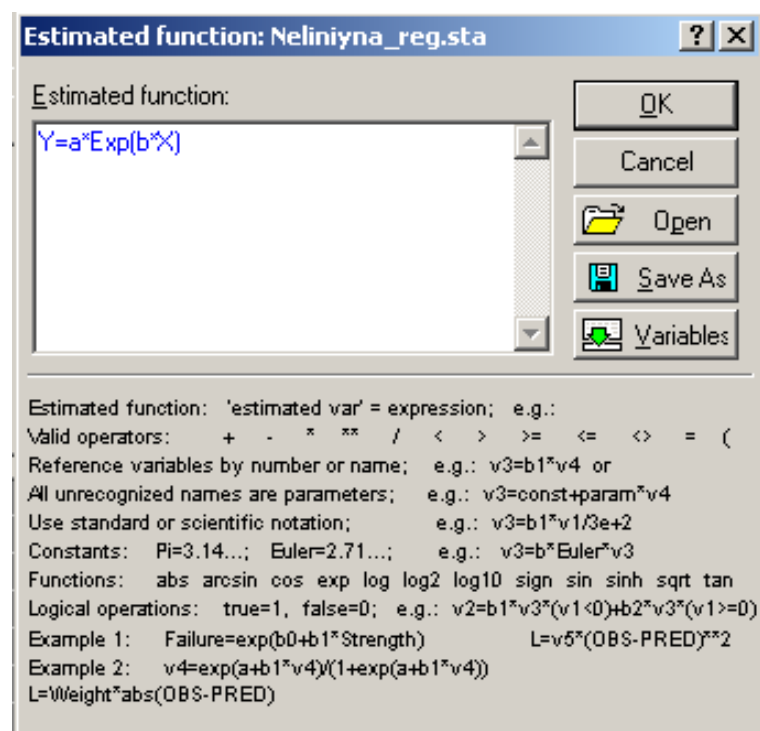 Estimated function: Neliniyna_reg.sta
Estimated function:
Y=a*Exp(b*X)
OK
Cancel
Open
Save As
Variables
Estimated function: 'estimated var' = expression; e.g.:
Valid operators: + - * ** / < > >= <= <> = (
Reference variables by number or name; e.g.: v3=b1*v4 or
All unrecognized names are parameters; e.g.: v3=const+param*v4
Use standard or scientific notation; e.g.: v3=b1*v1/3e+2
Constants: Pi=3.14...; Euler=2.71...; e.g.: v3=b*Euler*v3
Functions: abs arcsin cos exp log log2 log10 sign sin sinh sqrt tan
Logical operations: true=1, false=0; e.g.: v2=b1*v3*(v1<0)+b2*v3*(v1>=0)
Example 1: Failure=exp(b0+b1*Strength) L=v5*(OBS-PRED)**2
Example 2: v4=exp(a+b1*v4)/(1+exp(a+b1*v4))
L=Weight*abs(OBS-PRED)